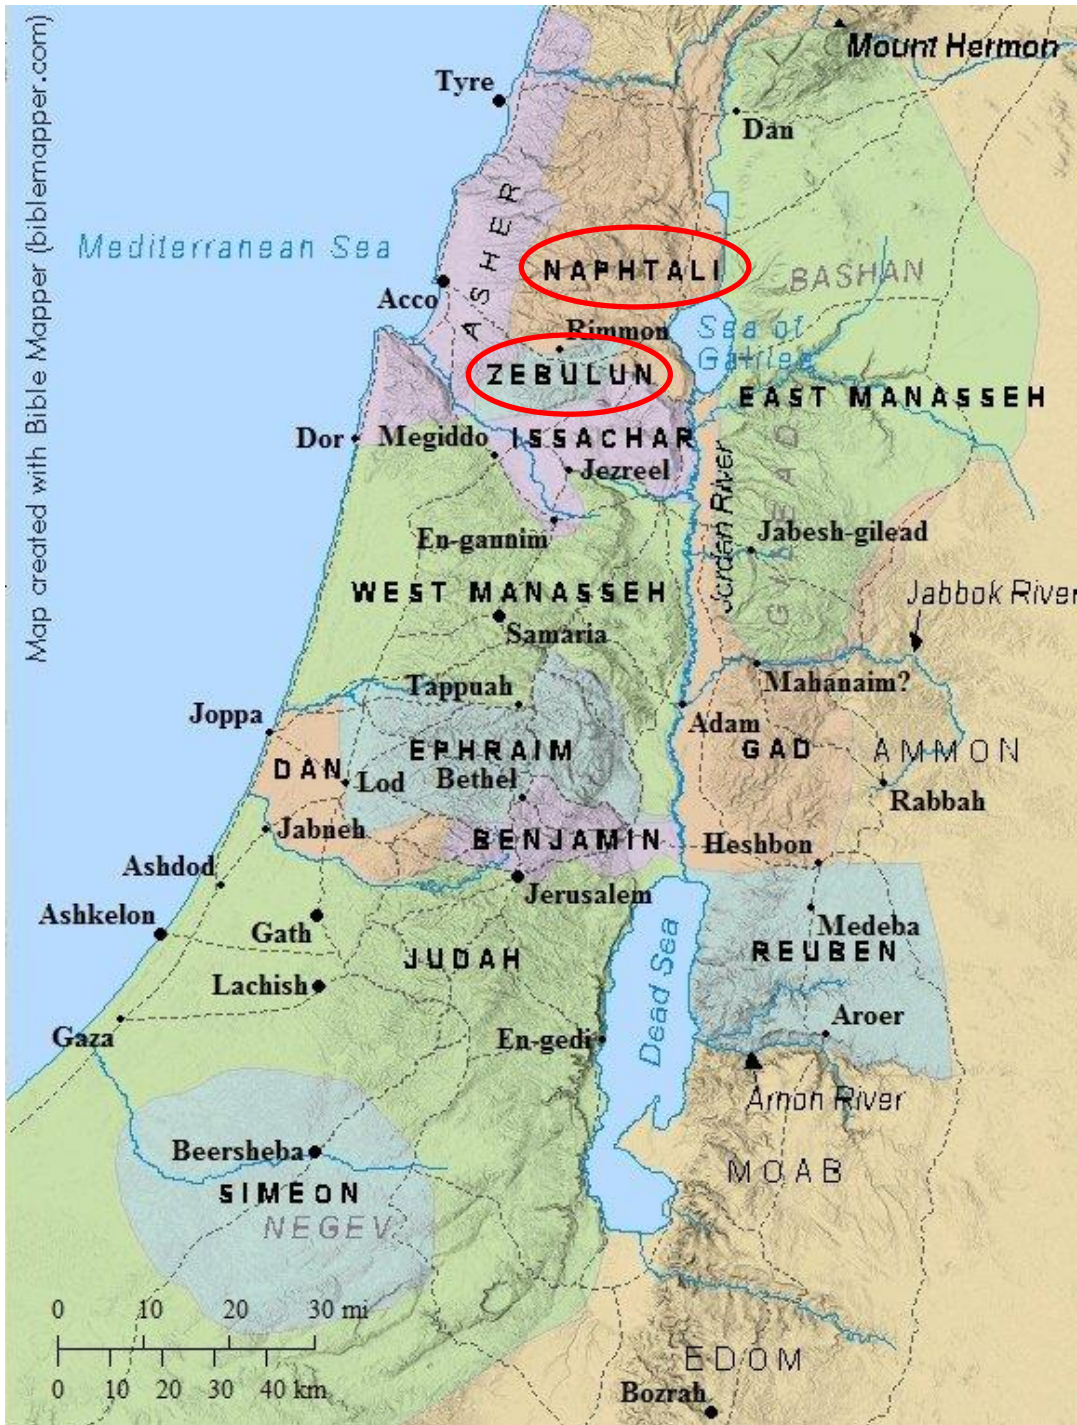 Map created with Bible Mapper (biblemapper.com)
Mount Hermon
Tyre
Dan
ASHER
Mediterranean Sea
NAPHTALI
BASHAN
Acco
Rimmon
Sea of
Galilee
ZEBULUN
EAST MANASSEH
Dor
Megiddo
ISSACHAR
Jezreel
Jordan River
GILEAD
En-gannim
Jabesh-gilead
WEST MANASSEH
Jabbok River
Samaria
Tappuah
Mahanaim?
Joppa
Adam
EPHRAIM
GAD
AMMON
DAN
Lod
Bethel
Rabbah
Jabneh
BENJAMIN
Heshbon
Ashdod
Jerusalem
Ashkelon
Gath
Medeba
JUDAH
REUBEN
Lachish
Dead Sea
Gaza
En-gedi
Aroer
Arnon River
Beersheba
MOAB
SIMEON
NEGEV
0 10 20 30 mi
0 10 20 30 40 km
EDOM
Bozrah